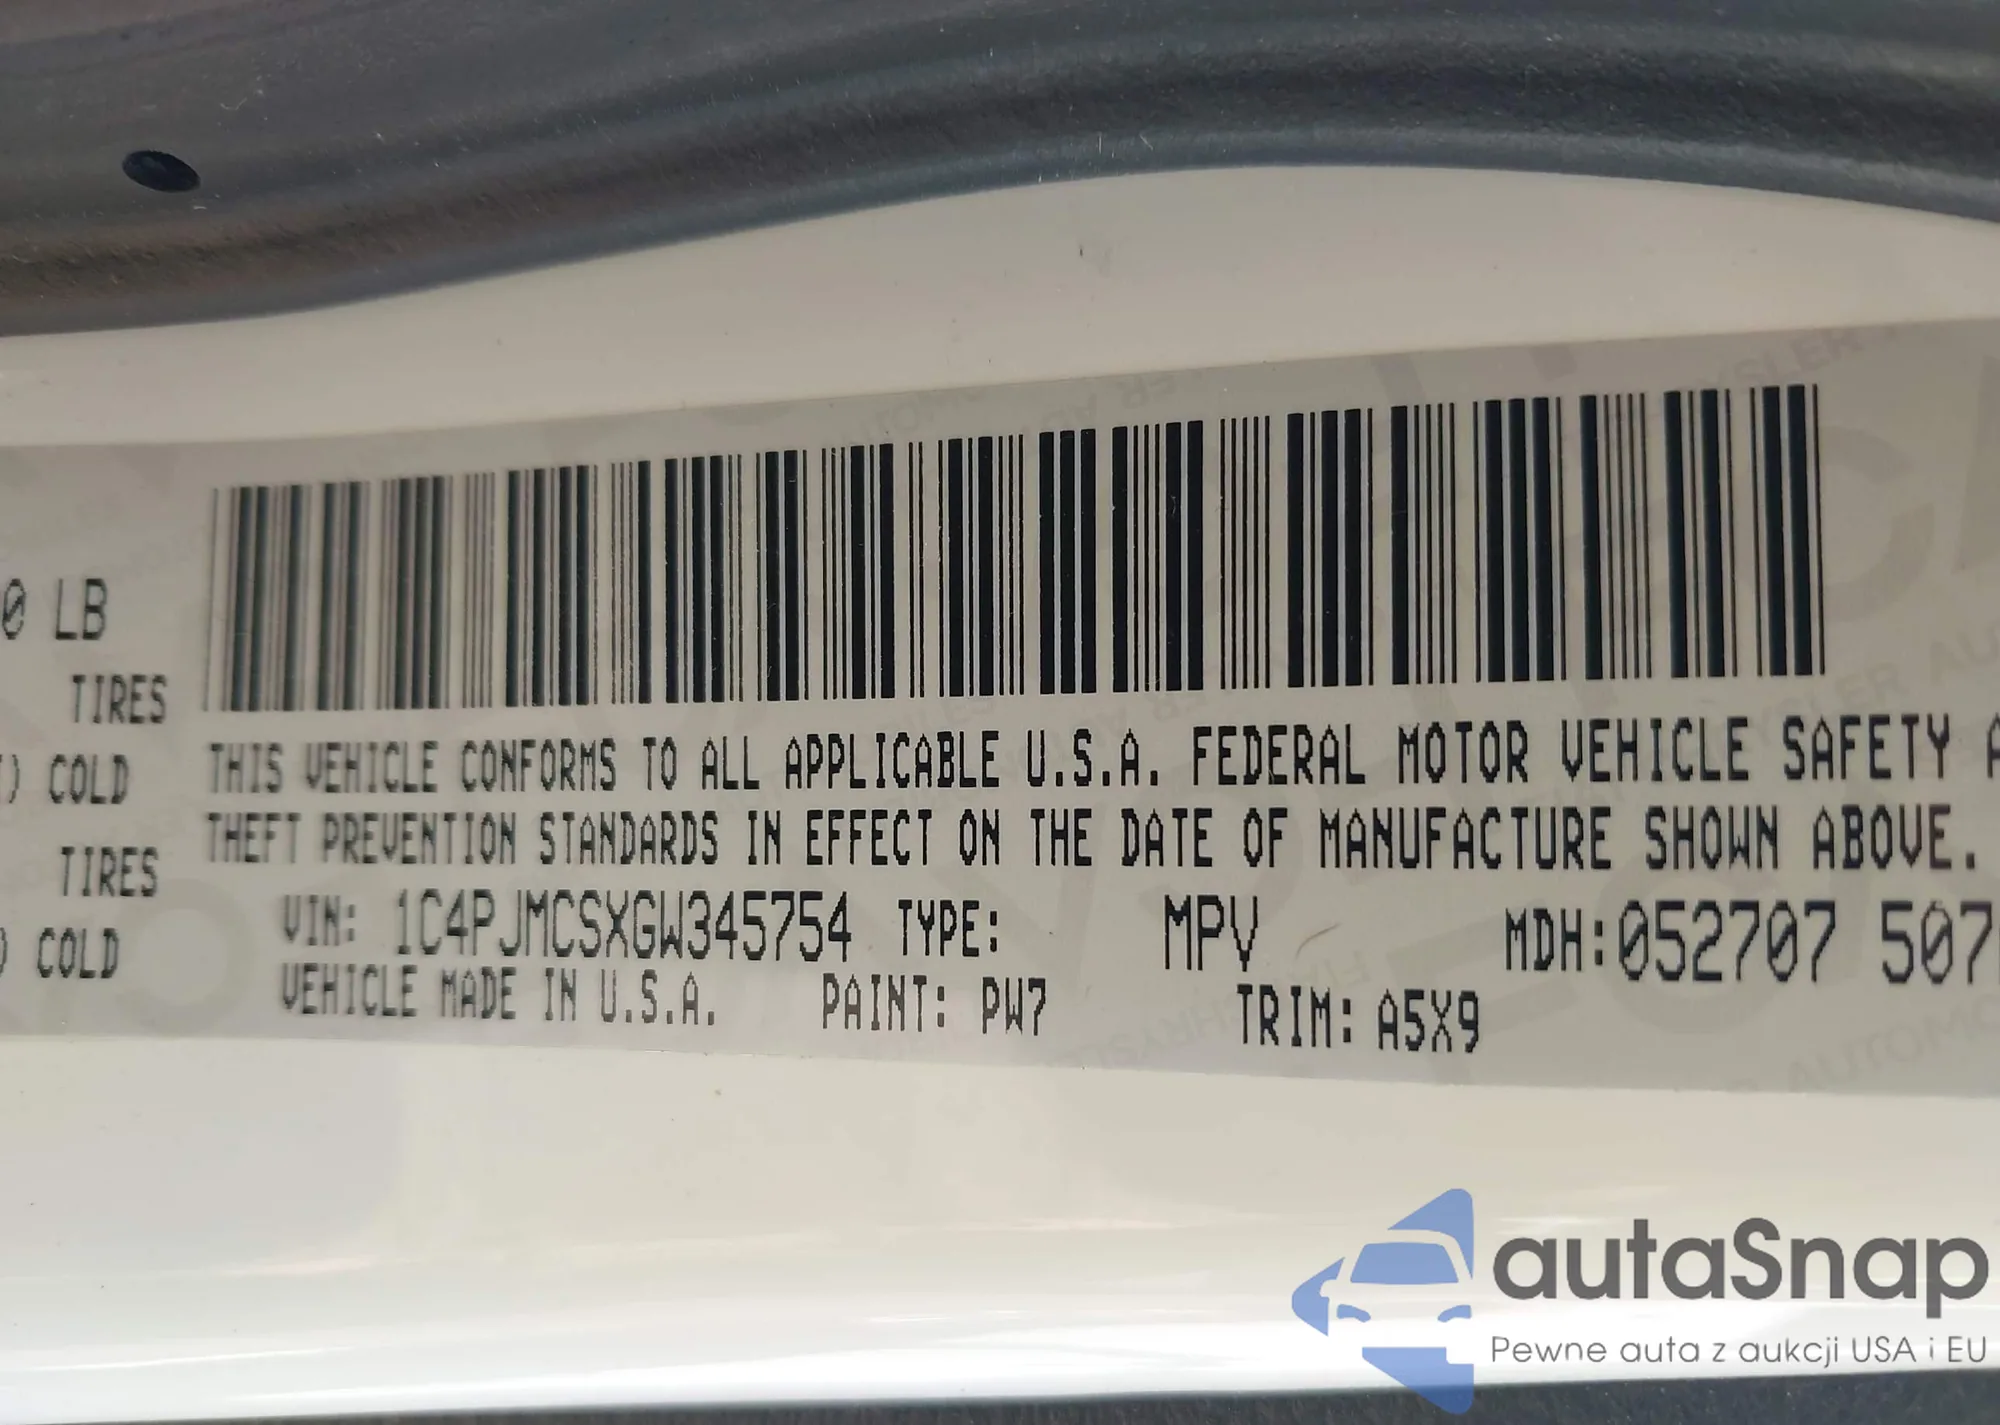 0 LB
TIRES
) COLD
TIRES
) COLD
THIS VEHICLE CONFORMS TO ALL APPLICABLE U.S.A. FEDERAL MOTOR VEHICLE SAFETY A
THEFT PREVENTION STANDARDS IN EFFECT ON THE DATE OF MANUFACTURE SHOWN ABOVE.
VIN: 1C4PJMCSXGW345754 TYPE: MPV MDH:052707 507
VEHICLE MADE IN U.S.A. PAINT: PW7 TRIM: A5X9
autaSnap
Pewne auta z aukcji USA i EU